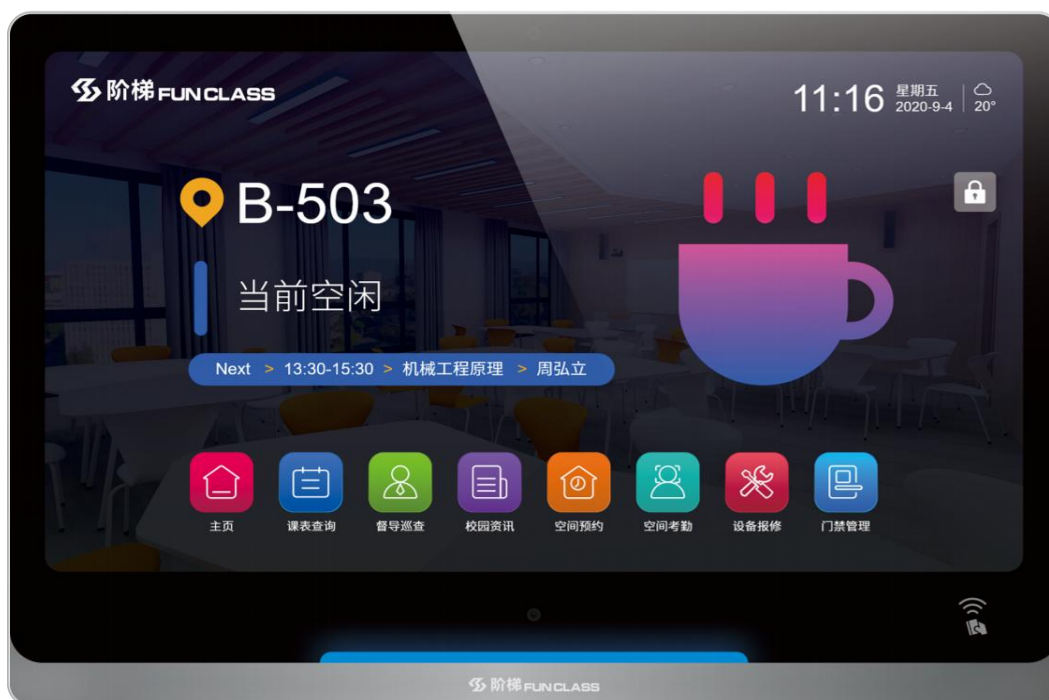 阶梯 FUNCLASS
11:16 星期五 2020-9-4 20°
B-503
当前空闲
Next > 13:30-15:30 > 机械工程原理 > 周弘立
主页 课表查询 督导巡查 校园资讯 空间预约 空间考勤 设备报修 门禁管理
阶梯 FUNCLASS